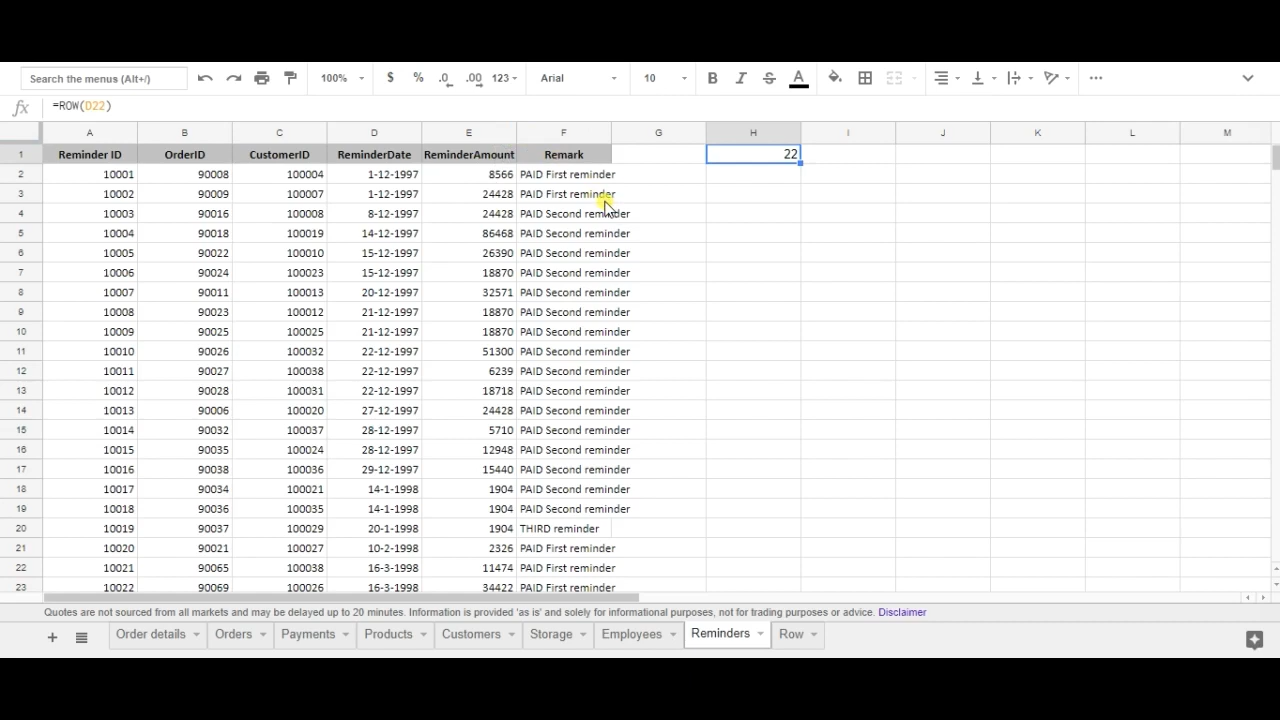 Search the menus (Alt+/) 100% $ % .0 .00 123 Arial 10 B I S A
fx =ROW(D22)
A B C D E F G H I J K L M
1 Reminder ID OrderID CustomerID ReminderDate ReminderAmount Remark 22
2 10001 90008 100004 1-12-1997 8566 PAID First reminder
3 10002 90009 100007 1-12-1997 24428 PAID First reminder
4 10003 90016 100008 8-12-1997 24428 PAID Second reminder
5 10004 90018 100019 14-12-1997 86468 PAID Second reminder
6 10005 90022 100010 15-12-1997 26390 PAID Second reminder
7 10006 90024 100023 15-12-1997 18870 PAID Second reminder
8 10007 90011 100013 20-12-1997 32571 PAID Second reminder
9 10008 90023 100012 21-12-1997 18870 PAID Second reminder
10 10009 90025 100025 21-12-1997 18870 PAID Second reminder
11 10010 90026 100032 22-12-1997 51300 PAID Second reminder
12 10011 90027 100038 22-12-1997 6239 PAID Second reminder
13 10012 90028 100031 22-12-1997 18718 PAID Second reminder
14 10013 90006 100020 27-12-1997 24428 PAID Second reminder
15 10014 90032 100037 28-12-1997 5710 PAID Second reminder
16 10015 90035 100024 28-12-1997 12948 PAID Second reminder
17 10016 90038 100036 29-12-1997 15440 PAID Second reminder
18 10017 90034 100021 14-1-1998 1904 PAID Second reminder
19 10018 90036 100035 14-1-1998 1904 PAID Second reminder
20 10019 90037 100029 20-1-1998 1904 THIRD reminder
21 10020 90021 100027 10-2-1998 2326 PAID First reminder
22 10021 90065 100038 16-3-1998 11474 PAID First reminder
23 10022 90069 100026 16-3-1998 34422 PAID First reminder
Quotes are not sourced from all markets and may be delayed up to 20 minutes. Information is provided 'as is' and solely for informational purposes, not for trading purposes or advice. Disclaimer
Order details Orders Payments Products Customers Storage Employees Reminders Row